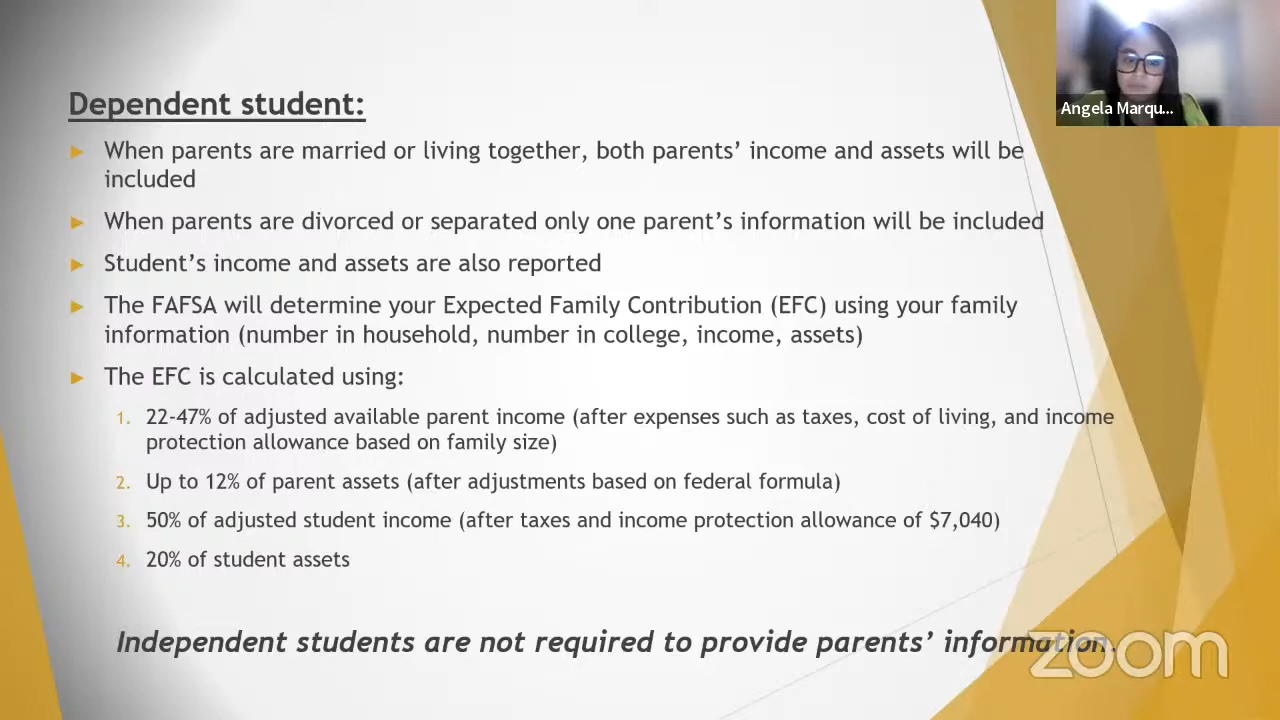 Dependent student:
When parents are married or living together, both parents' income and assets will be
included
When parents are divorced or separated only one parent's information will be included
Student's income and assets are also reported
The FAFSA will determine your Expected Family Contribution (EFC) using your family
information (number in household, number in college, income, assets)
The EFC is calculated using:
1. 22-47% of adjusted available parent income (after expenses such as taxes, cost of living, and income
protection allowance based on family size)
2. Up to 12% of parent assets (after adjustments based on federal formula)
3. 50% of adjusted student income (after taxes and income protection allowance of $7,040)
4. 20% of student assets
Independent students are not required to provide parents' information.
Angela Marqu...
zoom